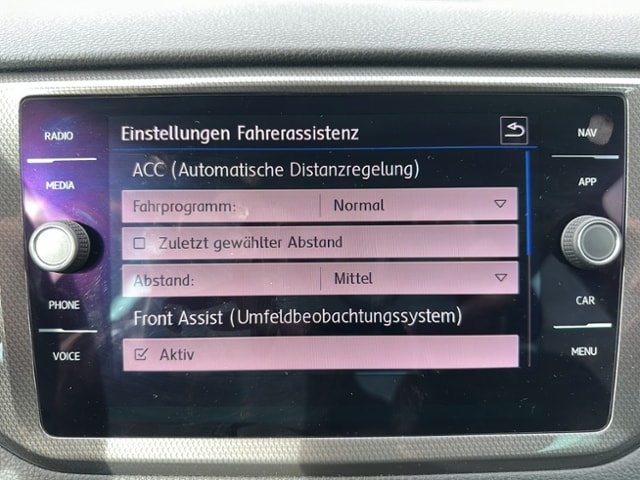 RADIO
MEDIA
PHONE
VOICE
Einstellungen Fahrerassistenz
ACC (Automatische Distanzregelung)
Fahrprogramm: Normal
Zuletzt gewählter Abstand
Abstand: Mittel
Front Assist (Umfeldbeobachtungssystem)
Aktiv
NAV
APP
CAR
MENU